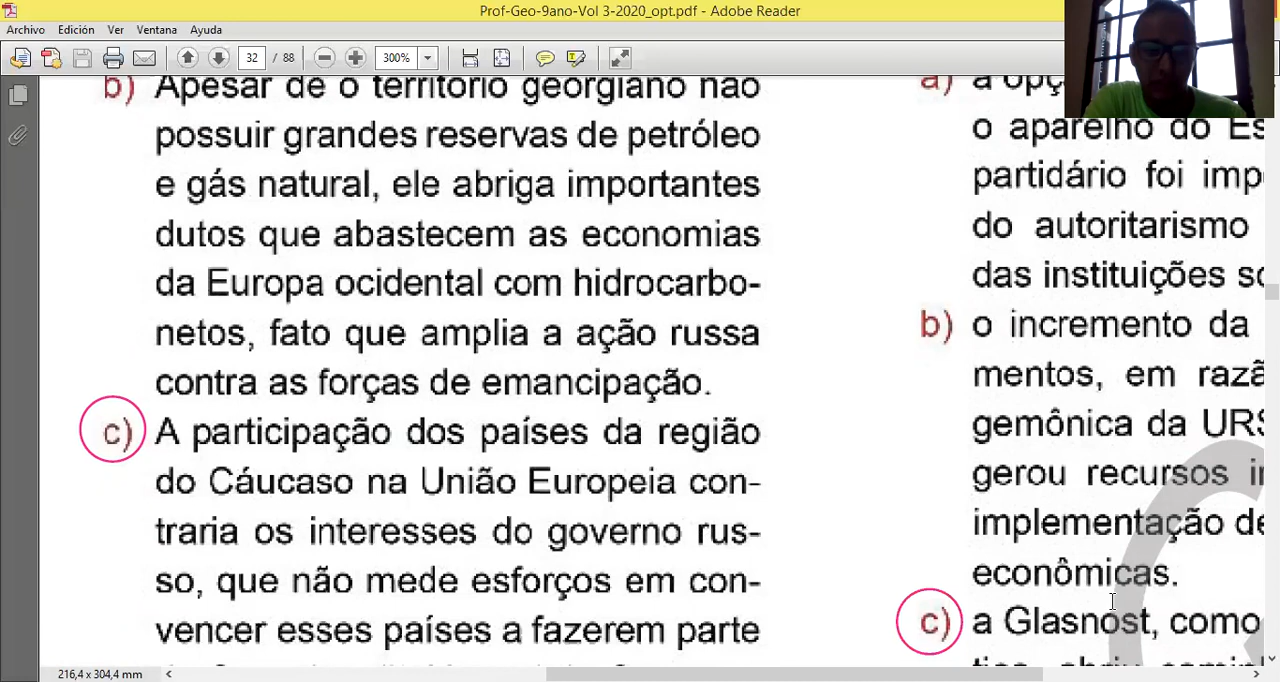 Prof-Geo-9ano-Vol 3-2020_opt.pdf - Adobe Reader
Archivo Edición Ver Ventana Ayuda
32 / 88 300%
b) Apesar de o território georgiano não
possuir grandes reservas de petróleo
e gás natural, ele abriga importantes
dutos que abastecem as economias
da Europa ocidental com hidrocarbo-
netos, fato que amplia a ação russa
contra as forças de emancipação.
c) A participação dos países da região
do Cáucaso na União Europeia con-
traria os interesses do governo rus-
so, que não mede esforços em con-
vencer esses países a fazerem parte
a) a
o aparelho do
partidário foi
do autoritarismo
das instituições
b) o incremento da
mentos, em
gemônica da
gerou recursos
implementação
econômicas.
c) a Glasnost, como
216,4 x 304,4 mm